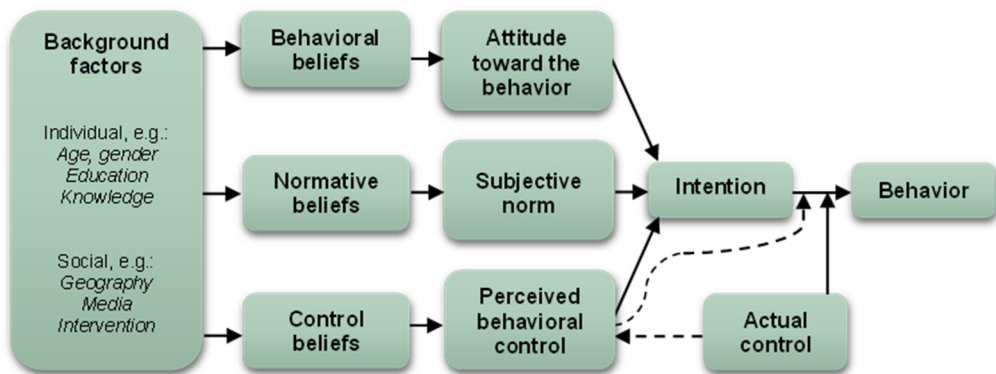 Background
factors
Individual, e.g.:
Age, gender
Education
Knowledge
Social, e.g.:
Geography
Media
Intervention
Behavioral
beliefs
Attitude
toward the
behavior
Normative
beliefs
Subjective
norm
Intention
Behavior
Control
beliefs
Perceived
behavioral
control
Actual
control